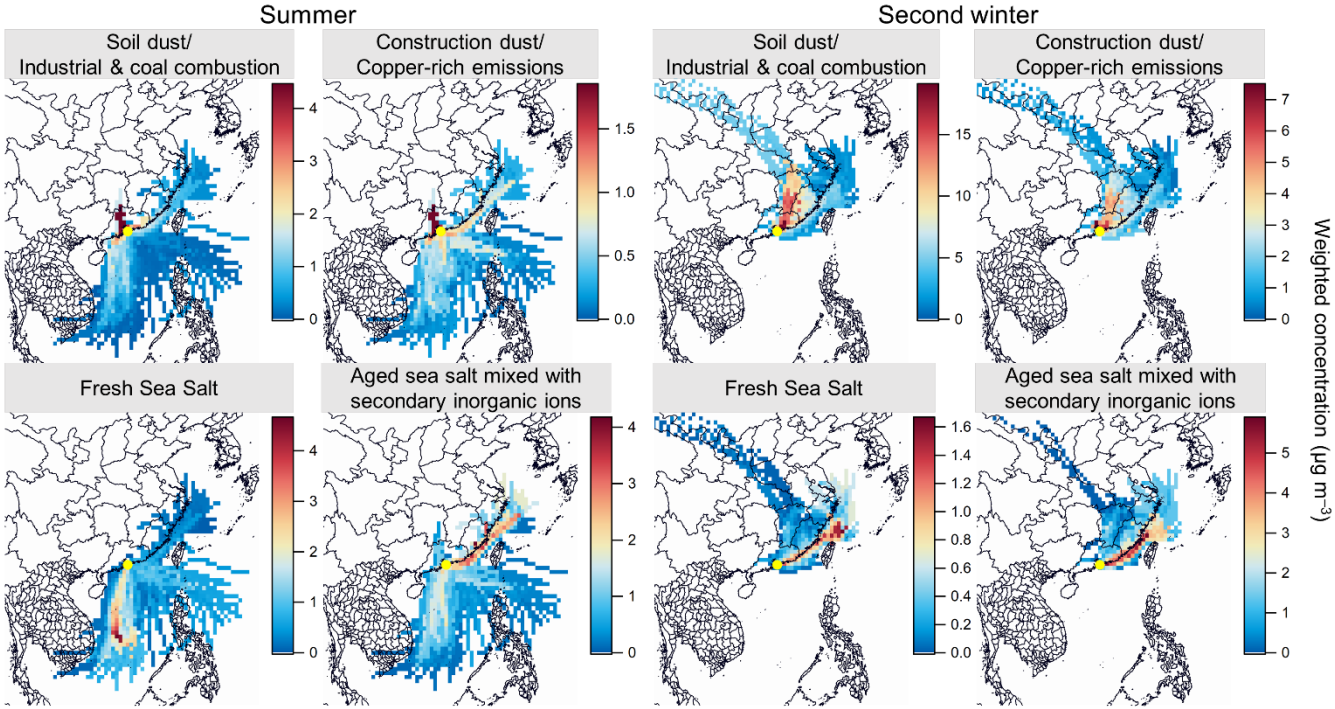 Summer
Second winter
Soil dust/
Industrial & coal combustion
Construction dust/
Copper-rich emissions
Soil dust/
Industrial & coal combustion
Construction dust/
Copper-rich emissions
4
3
2
1
0
1.5
1.0
0.5
0.0
15
10
5
0
7
6
5
4
3
2
1
0
Weighted concentration (µg m⁻³)
Fresh Sea Salt
Aged sea salt mixed with
secondary inorganic ions
Fresh Sea Salt
Aged sea salt mixed with
secondary inorganic ions
4
3
2
1
0
4
3
2
1
0
1.6
1.4
1.2
1.0
0.8
0.6
0.4
0.2
0.0
5
4
3
2
1
0